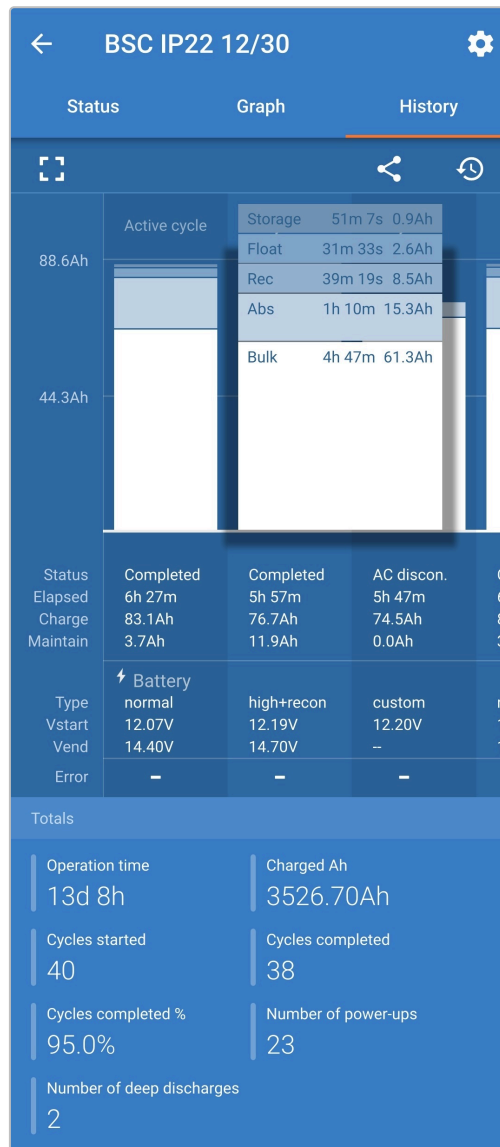 BSC IP22 12/30
Status Graph History
Active cycle
88.6Ah
44.3Ah
Storage 51m 7s 0.9Ah
Float 31m 33s 2.6Ah
Rec 39m 19s 8.5Ah
Abs 1h 10m 15.3Ah
Bulk 4h 47m 61.3Ah
Status Completed Completed AC discon.
Elapsed 6h 27m 5h 57m 5h 47m
Charge 83.1Ah 76.7Ah 74.5Ah
Maintain 3.7Ah 11.9Ah 0.0Ah
Battery
Type normal high+recon custom
Vstart 12.07V 12.19V 12.20V
Vend 14.40V 14.70V --
Error – – –
Totals
Operation time Charged Ah
13d 8h 3526.70Ah
Cycles started Cycles completed
40 38
Cycles completed % Number of power-ups
95.0% 23
Number of deep discharges
2